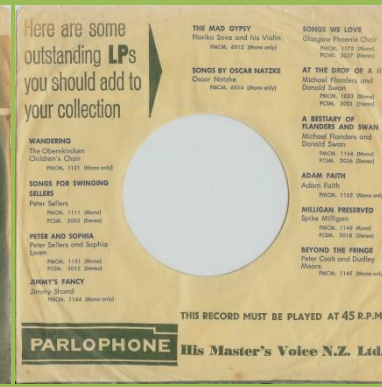 Here are some
outstanding LPs
you should add to
your collection
WANDERING
The Obernkirchen
Children's Choir
PMCM. 1121 (Mono only)
SONGS FOR SWINGING
SELLERS
Peter Sellers
PMCM. 1111 (Mono)
PCSM. 3003 (Stereo)
PETER AND SOPHIA
Peter Sellers and Sophia
Loren
PMCM. 1131 (Mono)
PCSM. 3012 (Stereo)
JIMMY'S FANCY
Jimmy Shand
PMCM. 1144 (Mono only)
THE MAD GYPSY
Florika Sava and his Violin
PMCM. 6012 (Mono only)
SONGS BY OSCAR NATZKE
Oscar Natzke
PMCM. 6014 (Mono only)
SONGS WE LOVE
Glasgow Phoenix Choir
PMCM. 1172 (Mono)
PCSM. 3027 (Stereo)
AT THE DROP OF A
Michael Flanders and
Donald Swan
PMCM. 1033 (Mono)
PCSM. 3001 (Stereo)
A BESTIARY OF
FLANDERS AND SWAN
Michael Flanders and
Donald Swan
PMCM. 1164 (Mono)
PCSM. 3026 (Stereo)
ADAM FAITH
Adam Faith
PMCM. 1162 (Mono only)
MILLIGAN PRESERVED
Spike Milligan
PMCM. 1148 (Mono)
PCSM. 3018 (Stereo)
BEYOND THE FRINGE
Peter Cook and Dudley
Moore
PMCM. 1145 (Mono only)
THIS RECORD MUST BE PLAYED AT 45 R.P.M.
PARLOPHONE
His Master's Voice N.Z. Ltd.